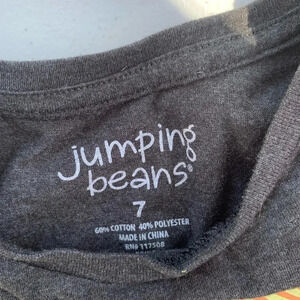 jumping
beans®
7
60% COTTON 40% POLYESTER
MADE IN CHINA
RN# 117508